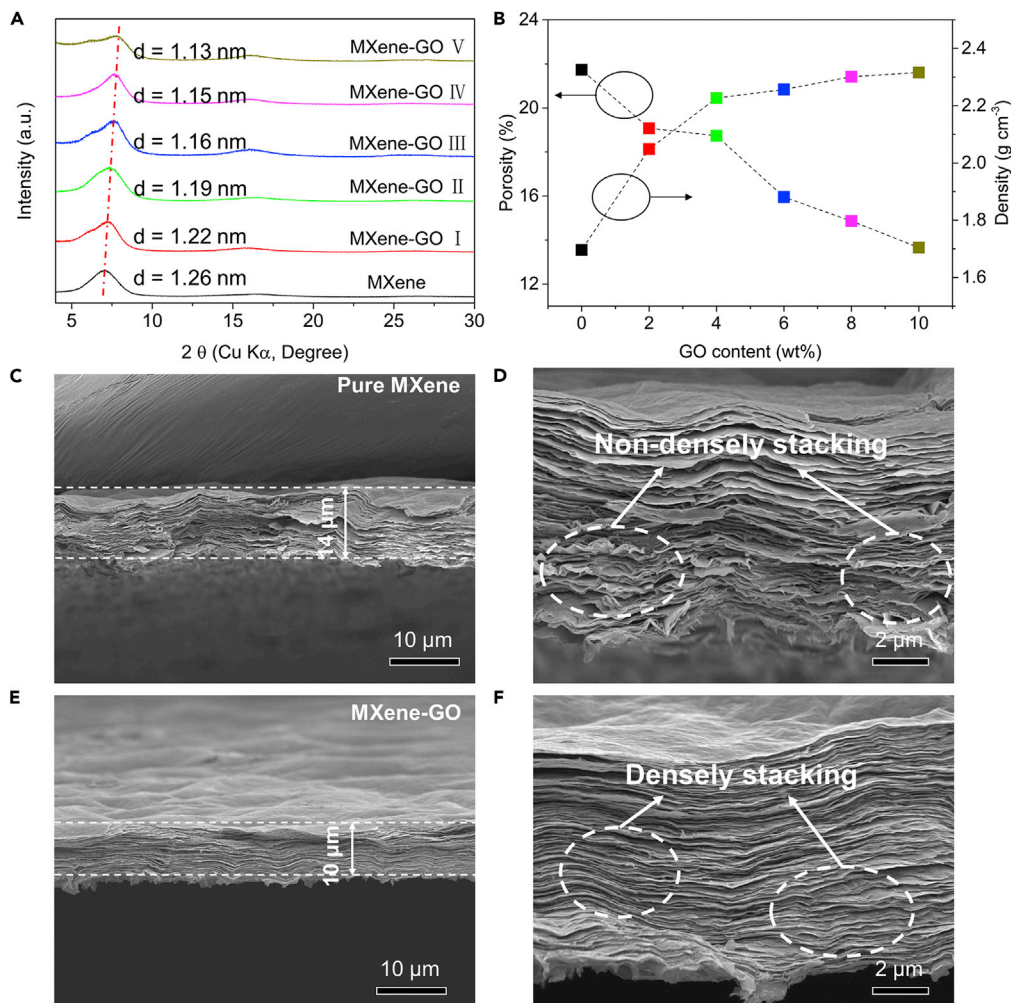 A
d = 1.13 nm
MXene-GO Ⅴ
d = 1.15 nm
MXene-GO Ⅳ
d = 1.16 nm
MXene-GO Ⅲ
d = 1.19 nm
MXene-GO Ⅱ
d = 1.22 nm
MXene-GO Ⅰ
d = 1.26 nm
MXene
Intensity (a.u.)
5 10 15 20 25 30
2 θ (Cu Kα, Degree)
B
24
20
16
12
Porosity (%)
2.4
2.2
2.0
1.8
1.6
Density (g cm-3)
0 2 4 6 8 10
GO content (wt%)
C
Pure MXene
14 μm
10 μm
D
Non-densely stacking
2 μm
E
MXene-GO
10 μm
10 μm
F
Densely stacking
2 μm